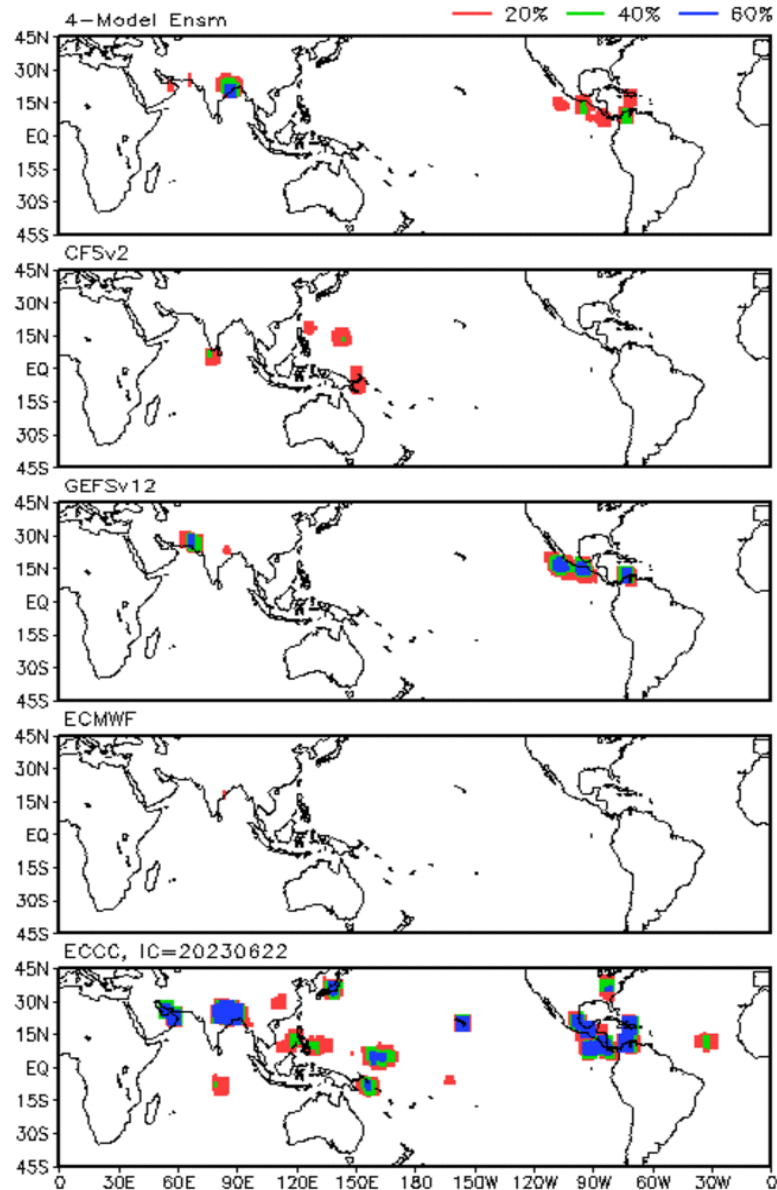 4-Model Ensm 20% 40% 60%
45N
30N
15N
EQ
15S
30S
45S
CFSv2
45N
30N
15N
EQ
15S
30S
45S
GEFSv12
45N
30N
15N
EQ
15S
30S
45S
ECMWF
45N
30N
15N
EQ
15S
30S
45S
ECCC, IC=20230622
45N
30N
15N
EQ
15S
30S
45S
0 30E 60E 90E 120E 150E 180 150W 120W 90W 60W 30W 0